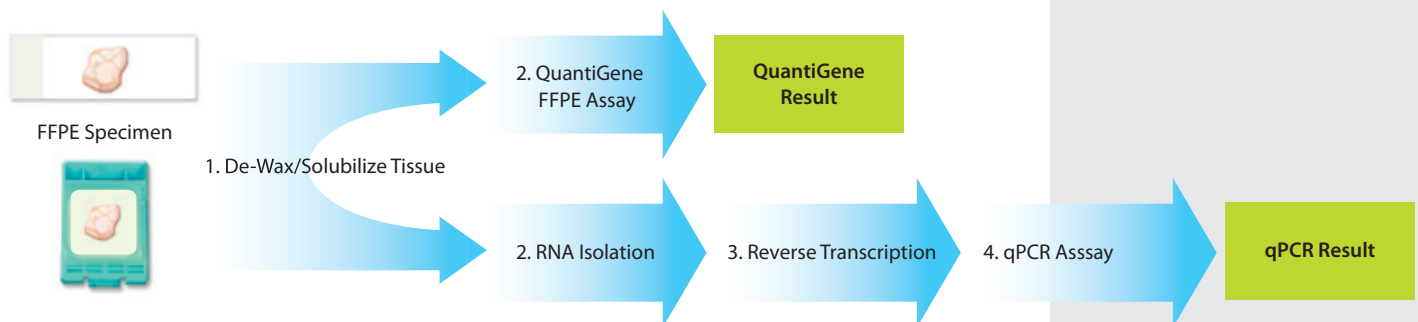 FFPE Specimen
1. De-Wax/Solubilize Tissue
2. QuantiGene
FFPE Assay
QuantiGene
Result
2. RNA Isolation
3. Reverse Transcription
4. qPCR Asssay
qPCR Result